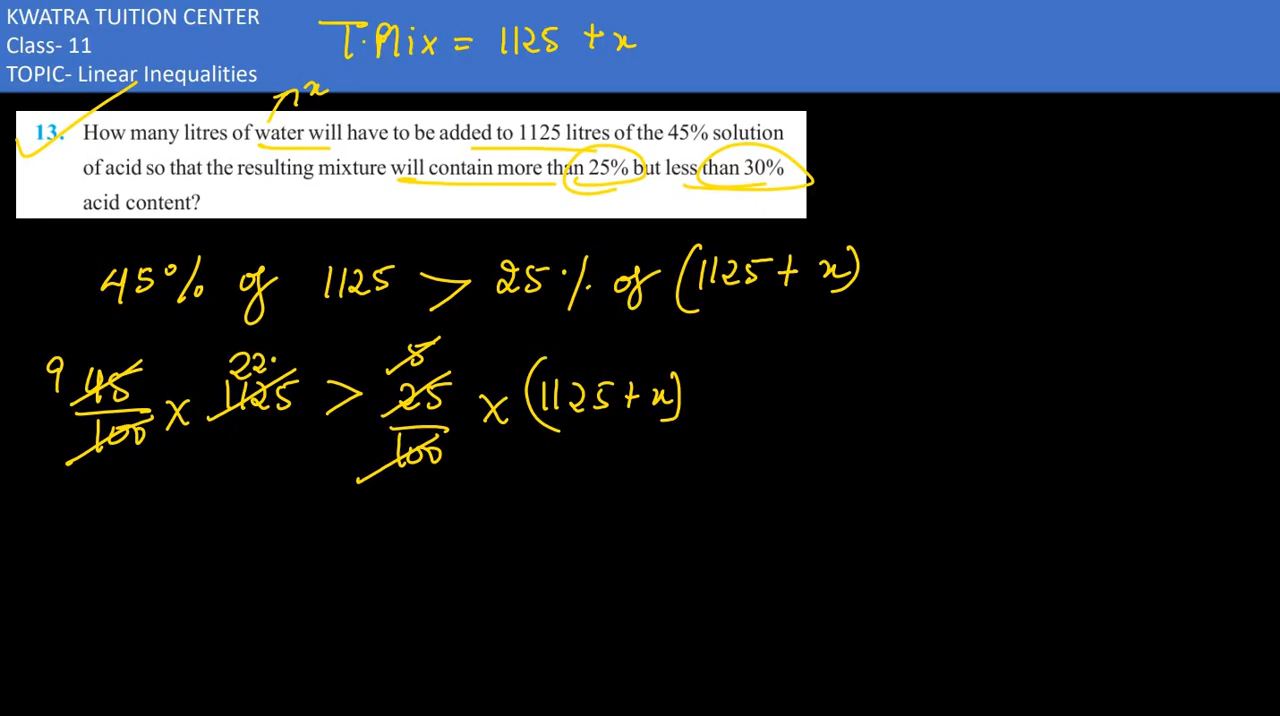 KWATRA TUITION CENTER
Class- 11
TOPIC- Linear Inequalities
T.Mix = 1125 + x
x
13. How many litres of water will have to be added to 1125 litres of the 45% solution
of acid so that the resulting mixture will contain more than 25% but less than 30%
acid content?
45% of 1125 > 25% of (1125 + x)
9 22. 5
45/100 x 1125 > 25/100 x (1125 + x)